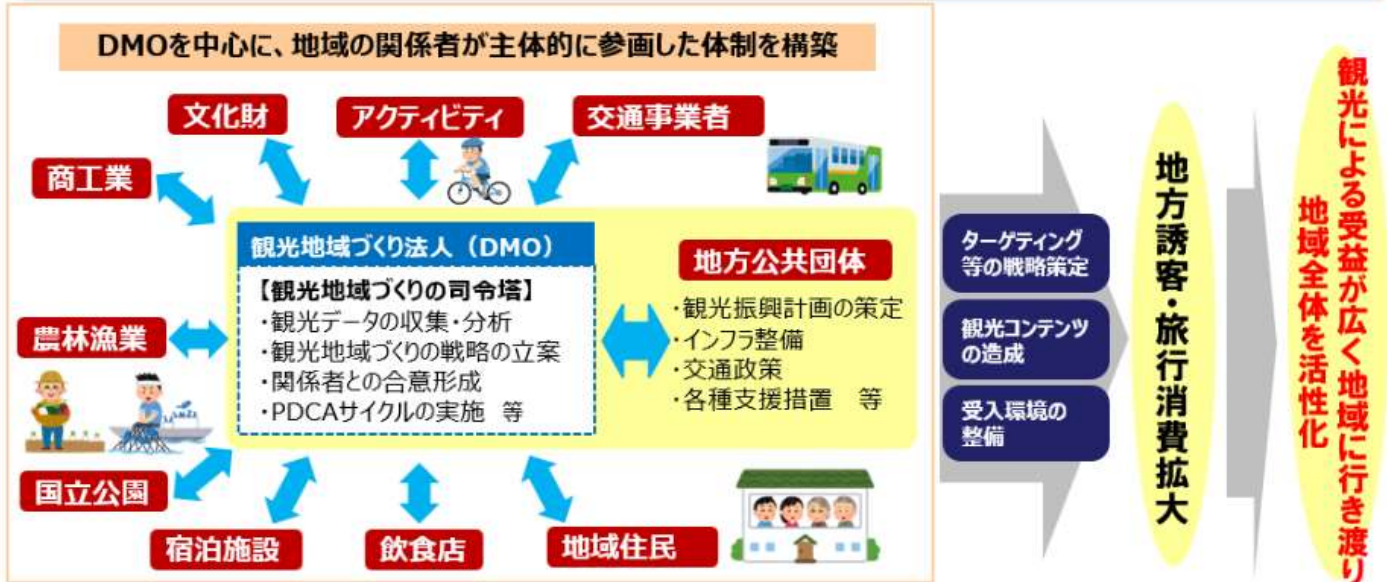 DMOを中心に、地域の関係者が主体的に参画した体制を構築
文化財
アクティビティ
交通事業者
商工業
観光地域づくり法人（DMO）
【観光地域づくりの司令塔】
・観光データの収集・分析
・観光地域づくりの戦略の立案
・関係者との合意形成
・PDCAサイクルの実施 等
地方公共団体
・観光振興計画の策定
・インフラ整備
・交通政策
・各種支援措置　等
農林漁業
国立公園
宿泊施設
飲食店
地域住民
ターゲティング
等の戦略策定
観光コンテンツ
の造成
受入環境の
整備
地方誘客・旅行消費拡大
観光による受益が広く地域に行き渡り
地域全体を活性化